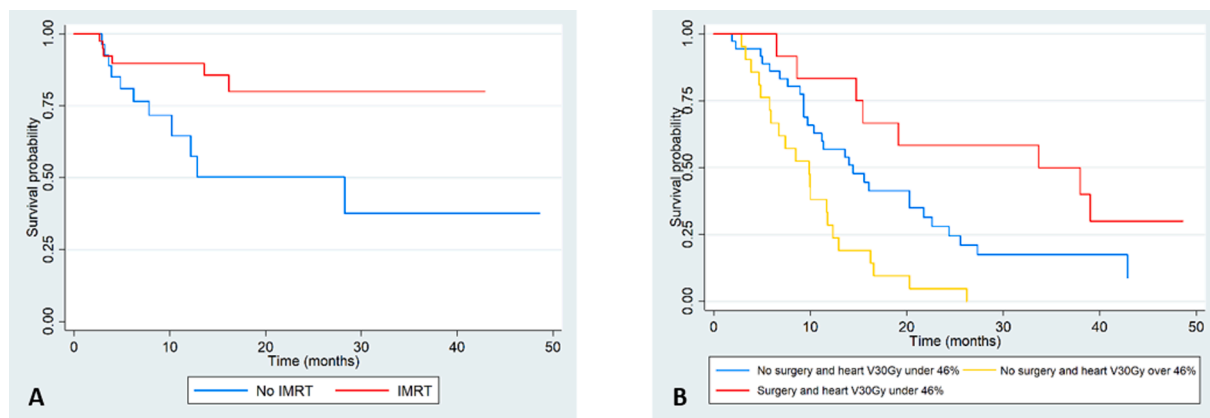 Survival probability
1.00
0.75
0.50
0.25
0.00
0 10 20 30 40 50
Time (months)
No IMRT IMRT
A
Survival probability
1.00
0.75
0.50
0.25
0.00
0 10 20 30 40 50
Time (months)
No surgery and heart V30Gy under 46% No surgery and heart V30Gy over 46%
Surgery and heart V30Gy under 46%
B